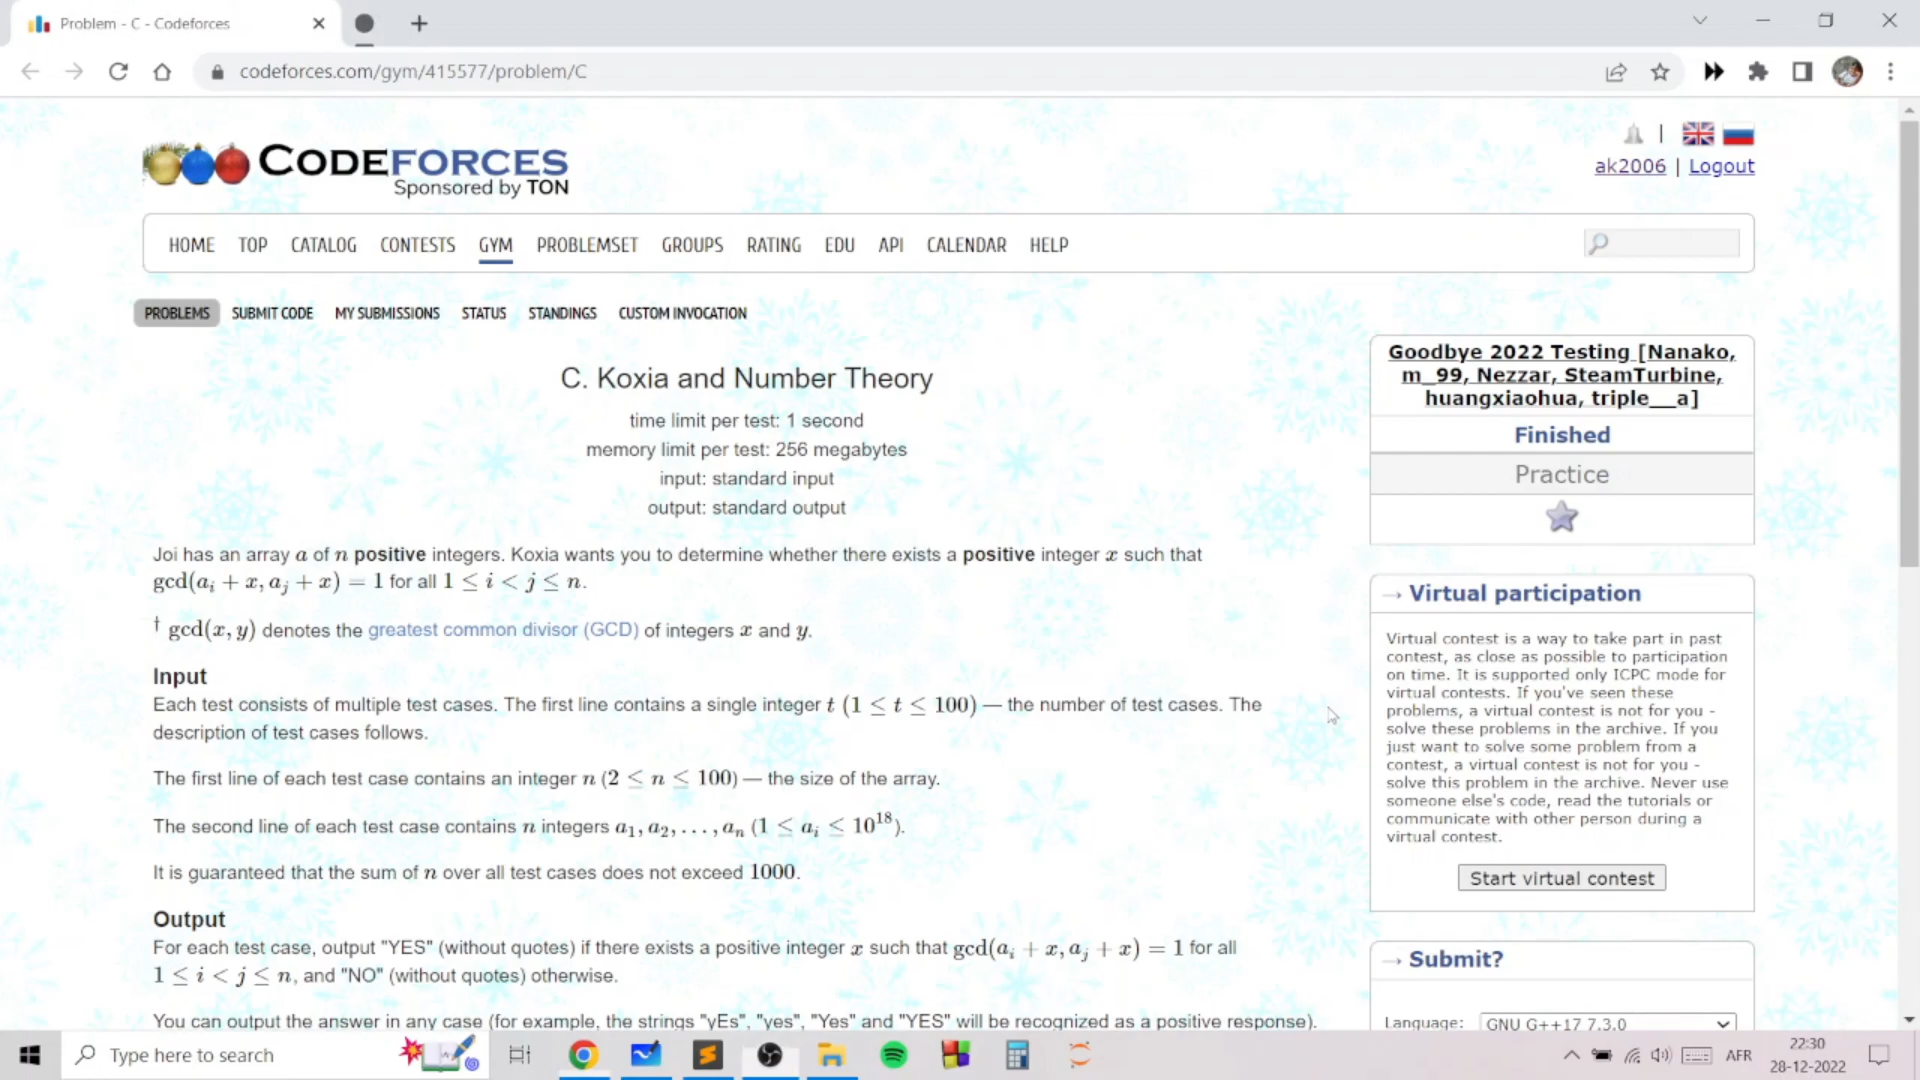 Problem - C - Codeforces
codeforces.com/gym/415577/problem/C
CODEFORCES
Sponsored by TON
ak2006 | Logout
HOME TOP CATALOG CONTESTS GYM PROBLEMSET GROUPS RATING EDU API CALENDAR HELP
PROBLEMS SUBMIT CODE MY SUBMISSIONS STATUS STANDINGS CUSTOM INVOCATION
C. Koxia and Number Theory
time limit per test: 1 second
memory limit per test: 256 megabytes
input: standard input
output: standard output
Joi has an array a of n positive integers. Koxia wants you to determine whether there exists a positive integer x such that
gcd(aᵢ + x, aⱼ + x) = 1 for all 1 ≤ i < j ≤ n.
† gcd(x, y) denotes the greatest common divisor (GCD) of integers x and y.
Input
Each test consists of multiple test cases. The first line contains a single integer t (1 ≤ t ≤ 100) — the number of test cases. The
description of test cases follows.
The first line of each test case contains an integer n (2 ≤ n ≤ 100) — the size of the array.
The second line of each test case contains n integers a₁, a₂, . . . , aₙ (1 ≤ aᵢ ≤ 10¹⁸).
It is guaranteed that the sum of n over all test cases does not exceed 1000.
Output
For each test case, output "YES" (without quotes) if there exists a positive integer x such that gcd(aᵢ + x, aⱼ + x) = 1 for all
1 ≤ i < j ≤ n, and "NO" (without quotes) otherwise.
You can output the answer in any case (for example, the strings "yEs", "yes", "Yes" and "YES" will be recognized as a positive response).
Goodbye 2022 Testing [Nanako,
m_99, Nezzar, SteamTurbine,
huangxiaohua, triple__a]
Finished
Practice
→ Virtual participation
Virtual contest is a way to take part in past
contest, as close as possible to participation
on time. It is supported only ICPC mode for
virtual contests. If you've seen these
problems, a virtual contest is not for you -
solve these problems in the archive. If you
just want to solve some problem from a
contest, a virtual contest is not for you -
solve this problem in the archive. Never use
someone else's code, read the tutorials or
communicate with other person during a
virtual contest.
Start virtual contest
→ Submit?
Language: GNU G++17 7.3.0
Type here to search
AFR
22:30
28-12-2022